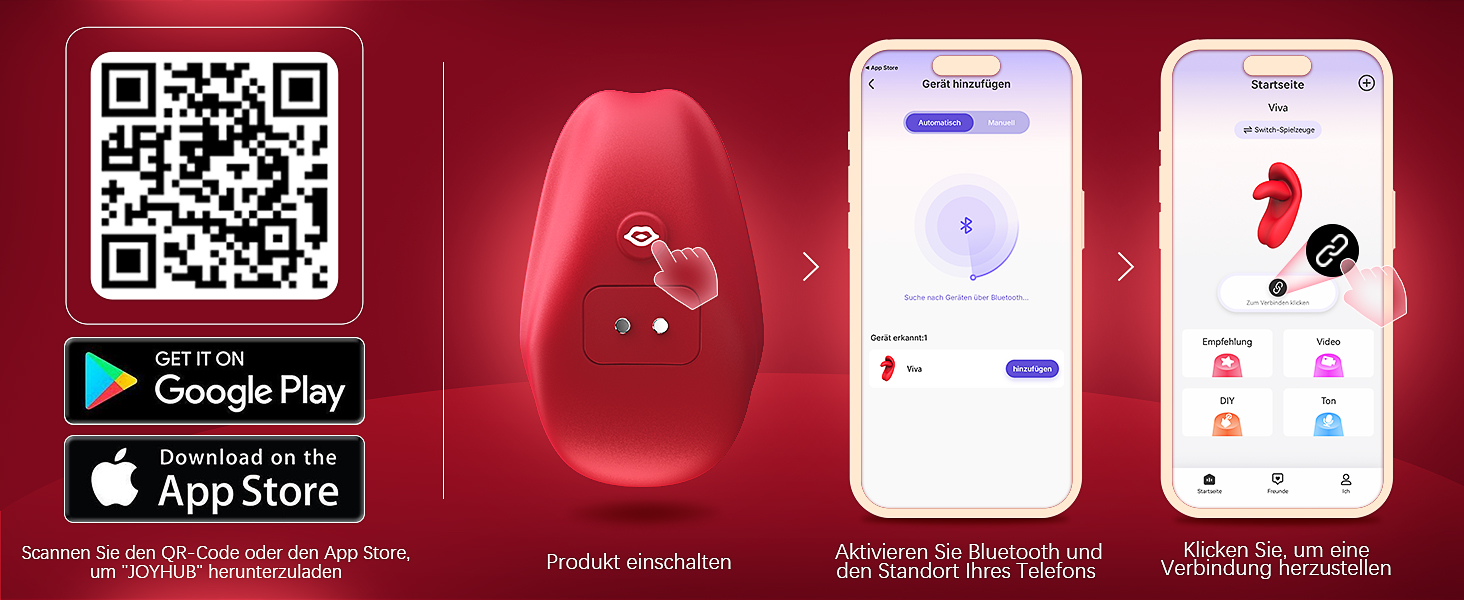 GET IT ON
Google Play
Download on the
App Store
Scannen Sie den QR-Code oder den App Store,
um "JOYHUB" herunterzuladen
Produkt einschalten
App Store
Gerät hinzufügen
Automatisch
Manuell
Suche nach Geräten über Bluetooth...
Gerät erkannt:1
Viva
hinzufügen
Aktivieren Sie Bluetooth und
den Standort Ihres Telefons
Startseite
Viva
Switch-Spielzeuge
Zum Verbinden klicken
Empfehlung
Video
DIY
Ton
Startseite
Freunde
Ich
Klicken Sie, um eine
Verbindung herzustellen